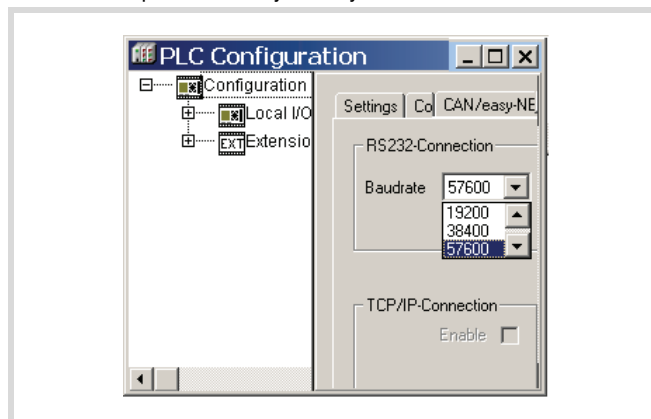 PLC Configuration
Configuration
Local I/O
EXT Extensio
Settings Co CAN/easy-NE
RS232-Connection
Baudrate 57600
19200
38400
57600
TCP/IP-Connection
Enable